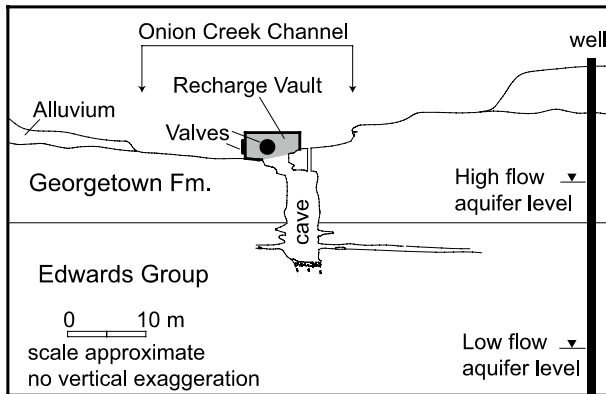 Onion Creek Channel
well
Recharge Vault
Alluvium
Valves
Georgetown Fm.
High flow
aquifer level
cave
Edwards Group
0 10 m
scale approximate
no vertical exaggeration
Low flow
aquifer level